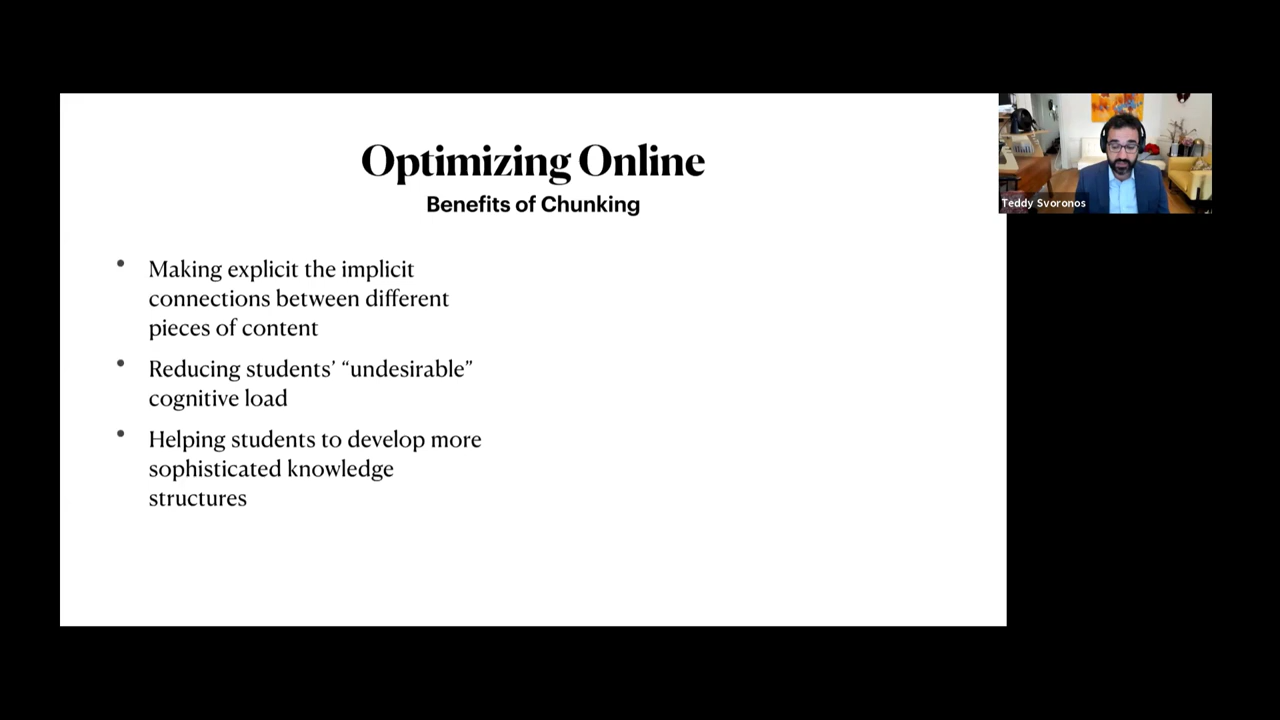 Optimizing Online
Benefits of Chunking
Teddy Svoronos
• Making explicit the implicit
connections between different
pieces of content
• Reducing students’ “undesirable”
cognitive load
• Helping students to develop more
sophisticated knowledge
structures